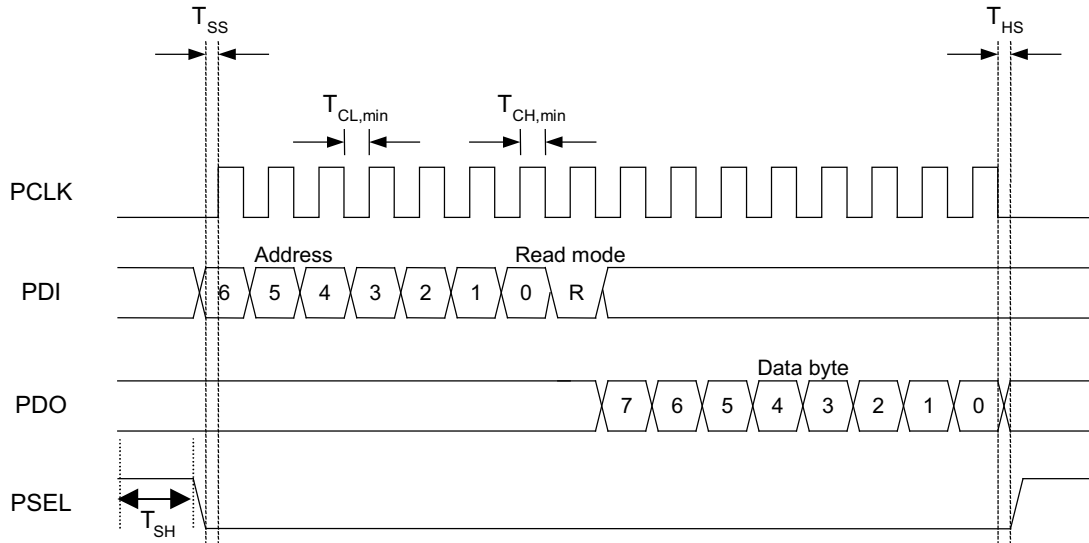 TSS THS
TCL,min TCH,min
PCLK
Address Read mode
PDI 6 5 4 3 2 1 0 R
Data byte
PDO 7 6 5 4 3 2 1 0
PSEL
TSH